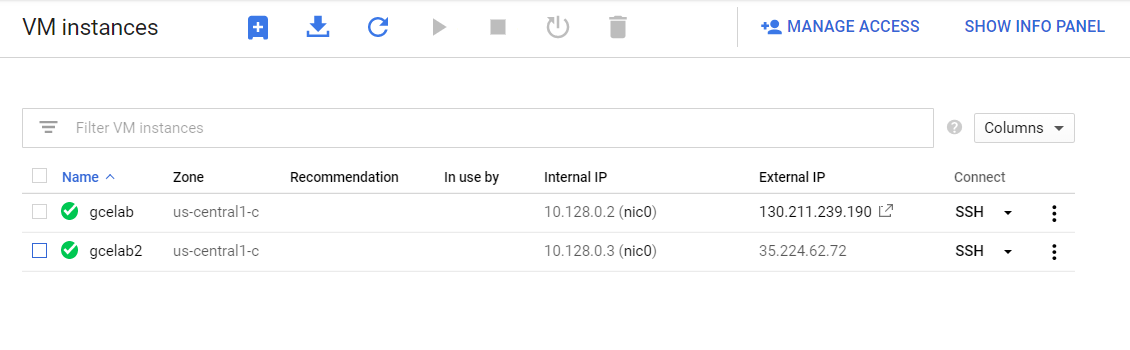 VM instances MANAGE ACCESS SHOW INFO PANEL
Filter VM instances Columns
Name Zone Recommendation In use by Internal IP External IP Connect
gcelab us-central1-c 10.128.0.2 (nic0) 130.211.239.190 SSH
gcelab2 us-central1-c 10.128.0.3 (nic0) 35.224.62.72 SSH